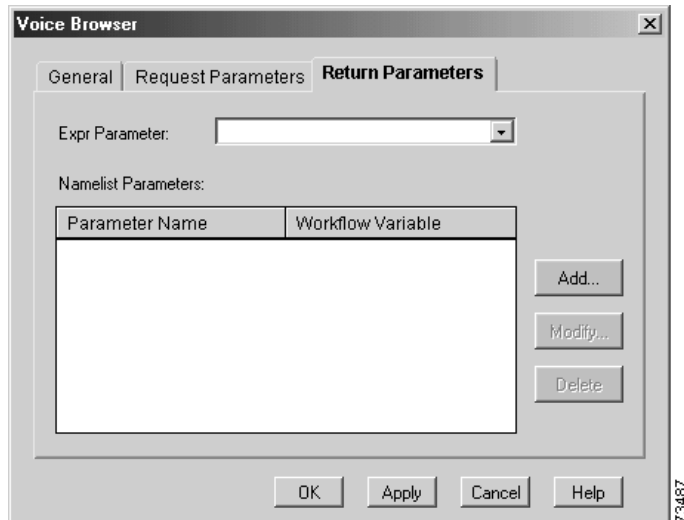 Voice Browser
General
Request Parameters
Return Parameters
Expr Parameter:
Namelist Parameters:
Parameter Name
Workflow Variable
Add...
Modify...
Delete
OK
Apply
Cancel
Help
73487